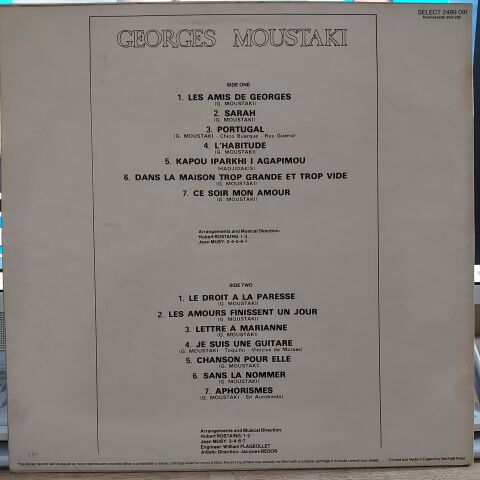 SELECT 2489 091
GEORGES MOUSTAKI
SIDE ONE
1. LES AMIS DE GEORGES
(G. MOUSTAKI)
2. SARAH
(G. MOUSTAKI)
3. PORTUGAL
(G. MOUSTAKI - Chico Buarque - Ruy Guerra)
4. L'HABITUDE
(G. MOUSTAKI)
5. KAPOU IPARKHI I AGAPIMOU
(HADJIDAKIS)
6. DANS LA MAISON TROP GRANDE ET TROP VIDE
(G. MOUSTAKI)
7. CE SOIR MON AMOUR
(G. MOUSTAKI)
Arrangements and Musical Direction:
Hubert ROSTAING: 1-3.
Jean MUSY: 2-4-5-6-7.
SIDE TWO
1. LE DROIT A LA PARESSE
(G. MOUSTAKI)
2. LES AMOURS FINISSENT UN JOUR
(G. MOUSTAKI)
3. LETTRE A MARIANNE
(G. MOUSTAKI)
4. JE SUIS UNE GUITARE
(G. MOUSTAKI - Toquiño - Vinicius de Moraes)
5. CHANSON POUR ELLE
(G. MOUSTAKI)
6. SANS LA NOMMER
(G. MOUSTAKI)
7. APHORISMES
(G. MOUSTAKI - Sri Aurobindo)
Arrangements and Musical Direction:
Hubert ROSTAING: 1-2.
Jean MUSY: 3-4-6-7.
Engineer: William FLAGEOLLET
Artistic Direction: Jacques BEDOS
Printed and Made in England by MacNeill Press